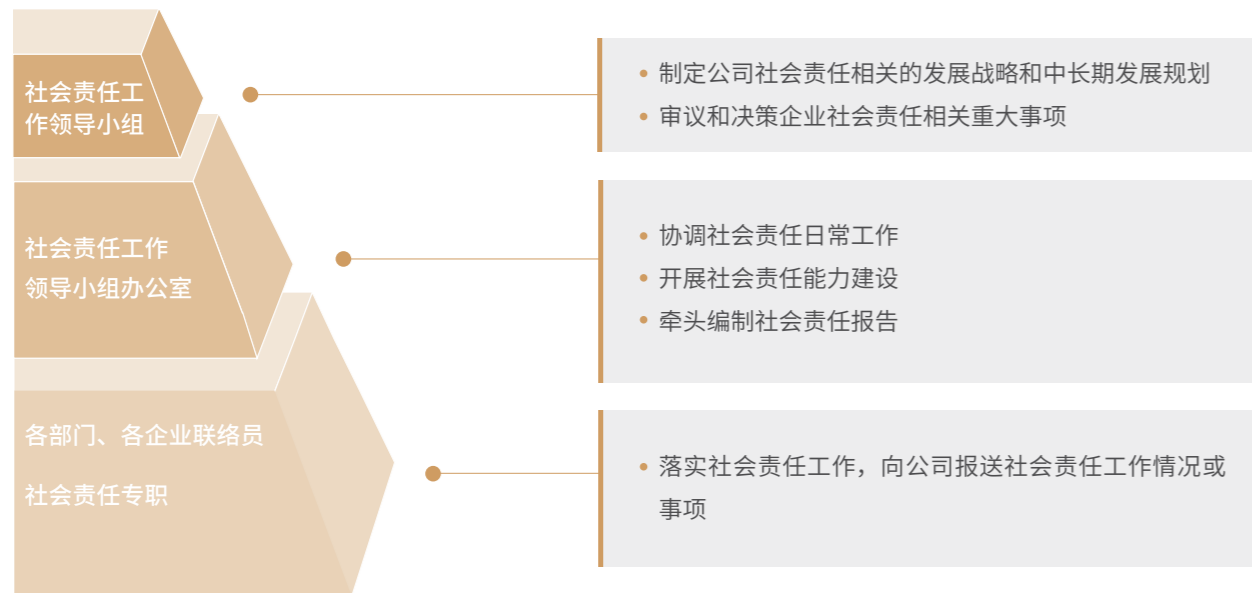 社会责任工
作领导小组
制定公司社会责任相关的发展战略和中长期发展规划
审议和决策企业社会责任相关重大事项
社会责任工作
领导小组办公室
协调社会责任日常工作
开展社会责任能力建设
牵头编制社会责任报告
各部门、各企业联络员
社会责任专职
落实社会责任工作，向公司报送社会责任工作情况或
事项